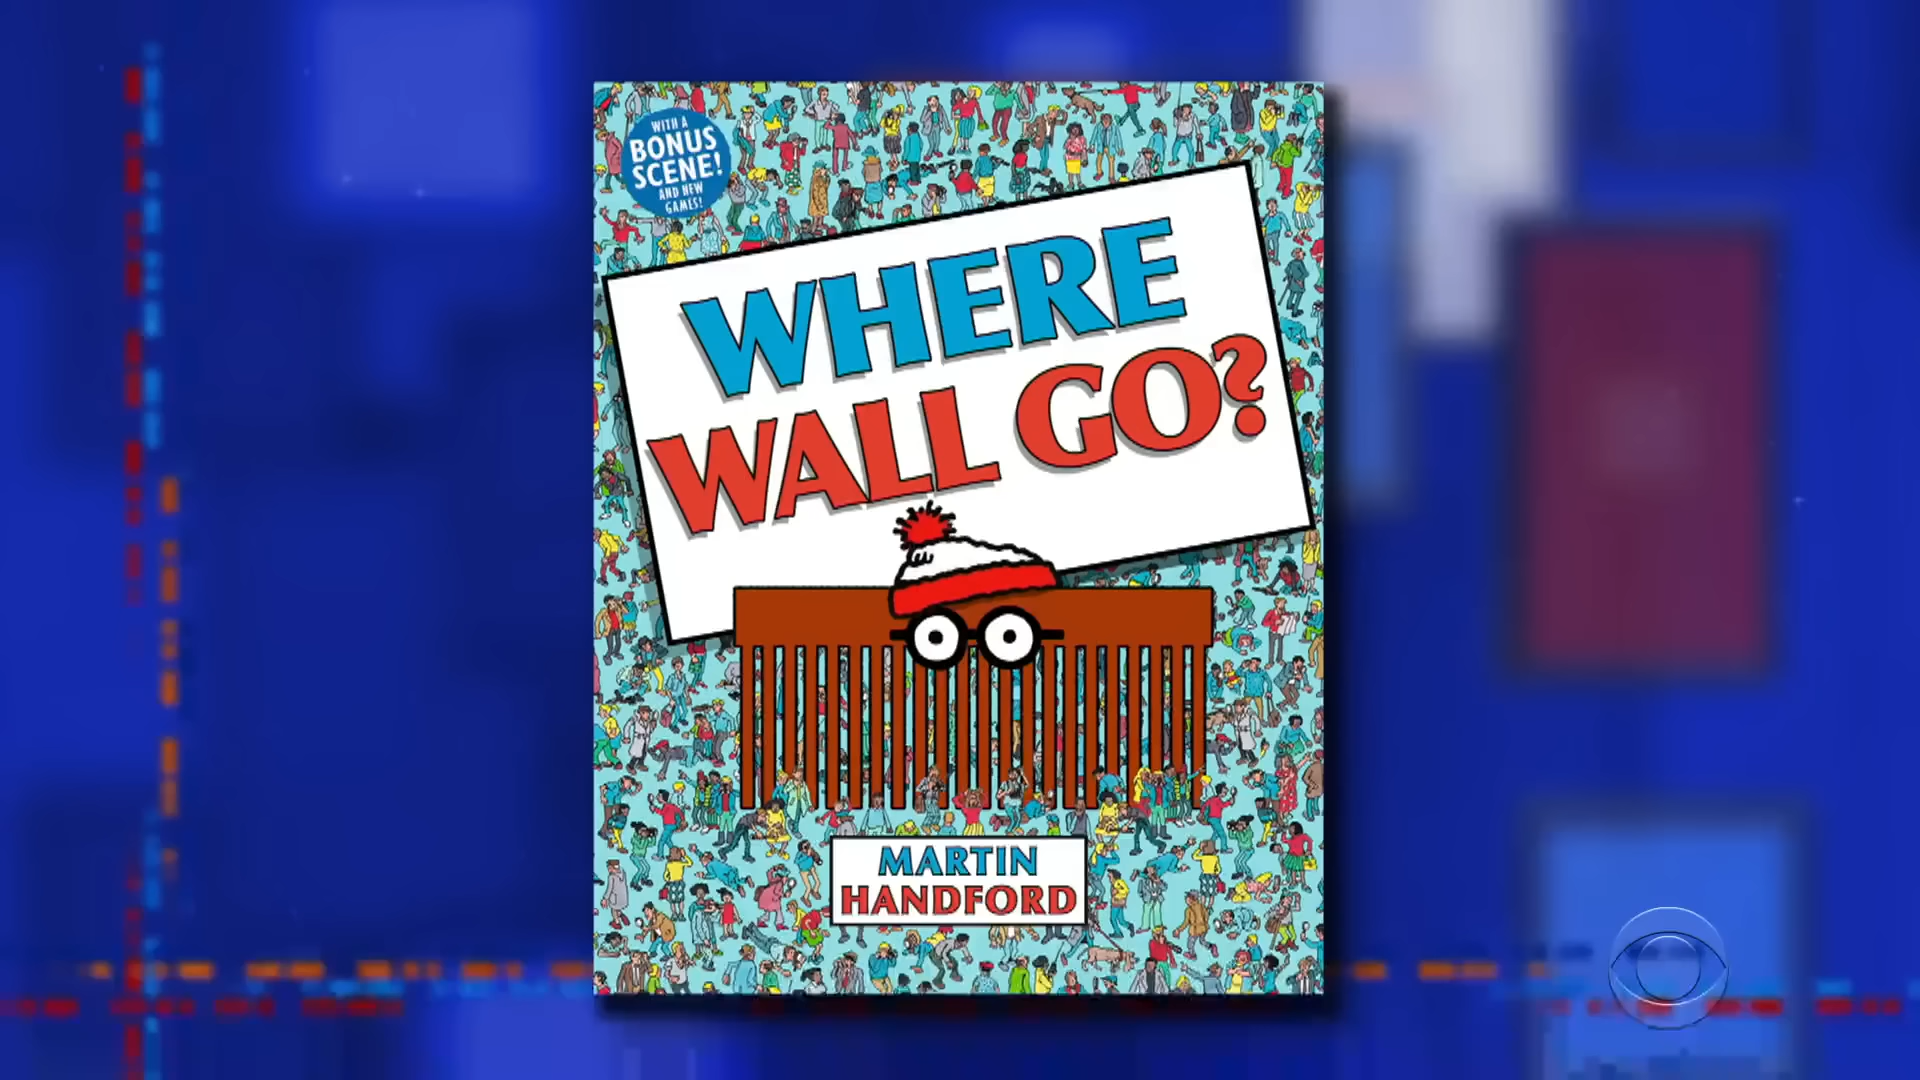 WITH A
BONUS
SCENE!
AND NEW
GAMES!
WHERE
WALL GO?
MARTIN
HANDFORD